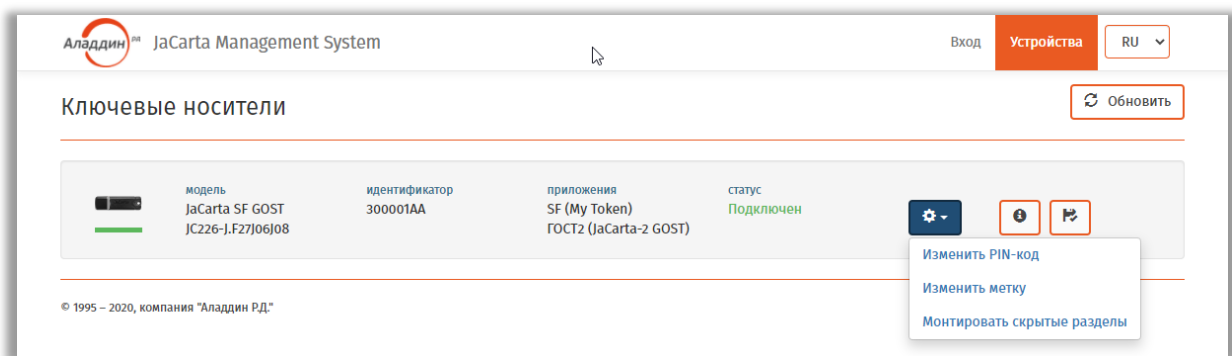 Аладдин РД JaCarta Management System
Вход Устройства RU
Ключевые носители
Обновить
модель идентификатор приложения статус
JaCarta SF GOST 300001AA SF (My Token) Подключен
JC226-J.F27J06J08 ГОСТ2 (JaCarta-2 GOST)
Изменить PIN-код
Изменить метку
Монтировать скрытые разделы
© 1995 – 2020, компания "Аладдин Р.Д."